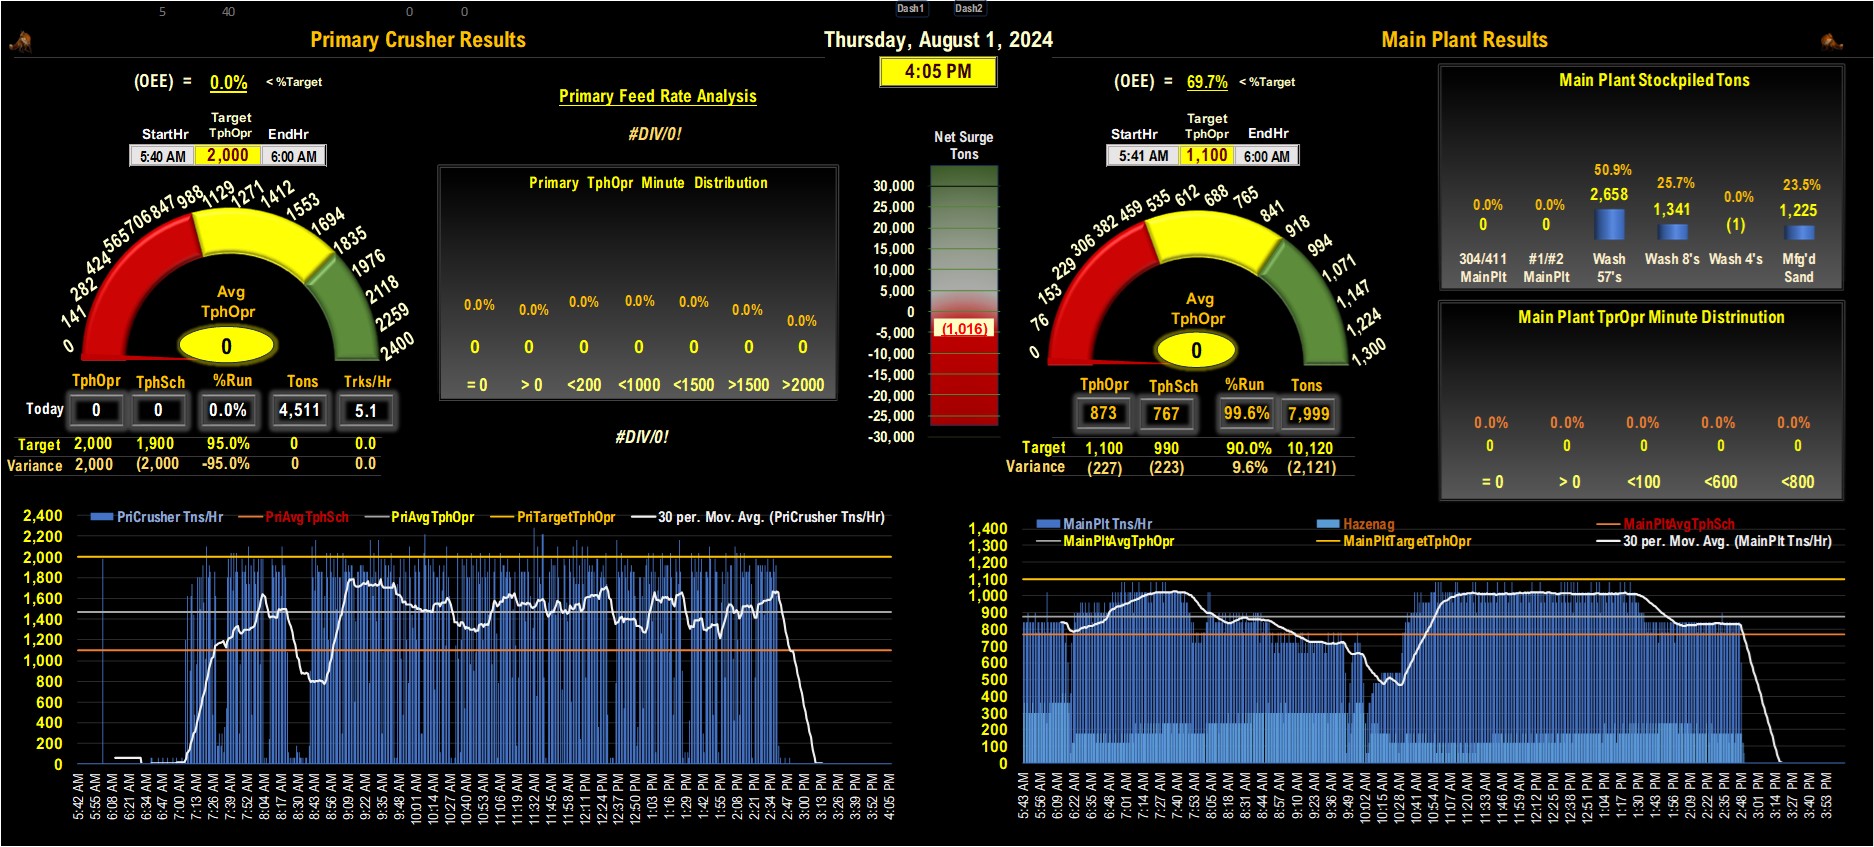 5 40 0 0 Dash1 Dash2
Primary Crusher Results
Thursday, August 1, 2024
Main Plant Results
4:05 PM
(OEE) = 0.0% < %Target
Target
StartHr TphOpr EndHr
5:40 AM 2,000 6:00 AM
0 141 282 424 565 706 847 988 1129 1271 1412 1553 1694 1835 1976 2118 2259 2400
Avg
TphOpr
0
TphOpr TphSch %Run Tons Trks/Hr
Today 0 0 0.0% 4,511 5.1
Target 2,000 1,900 95.0% 0 0.0
Variance 2,000 (2,000 -95.0% 0 0.0
Primary Feed Rate Analysis
#DIV/0!
Primary TphOpr Minute Distribution
0.0% 0.0% 0.0% 0.0% 0.0% 0.0% 0.0%
0 0 0 0 0 0 0
= 0 > 0 <200 <1000 <1500 >1500 >2000
#DIV/0!
Net Surge
Tons
30,000
25,000
20,000
15,000
10,000
5,000
0
-5,000
-10,000
-15,000
-20,000
-25,000
-30,000
(1,016)
(OEE) = 69.7% < %Target
Target
StartHr TphOpr EndHr
5:41 AM 1,100 6:00 AM
0 76 153 229 306 382 459 535 612 688 765 841 918 994 1,071 1,147 1,224 1,300
Avg
TphOpr
0
TphOpr TphSch %Run Tons
873 767 99.6% 7,999
Target 1,100 990 90.0% 10,120
Variance (227) (223) 9.6% (2,121)
Main Plant Stockpiled Tons
0.0% 0.0% 50.9% 25.7% 0.0% 23.5%
0 0 2,658 1,341 (1) 1,225
304/411 #1/#2 Wash Wash 8's Wash 4's Mfg'd
MainPlt MainPlt 57's Sand
Main Plant TprOpr Minute Distrinution
0.0% 0.0% 0.0% 0.0% 0.0%
0 0 0 0 0
= 0 > 0 <100 <600 <800
PriCrusher Tns/Hr PriAvgTphSch PriAvgTphOpr PriTargetTphOpr 30 per. Mov. Avg. (PriCrusher Tns/Hr)
2,400
2,200
2,000
1,800
1,600
1,400
1,200
1,000
800
600
400
200
0
5:42 AM 5:55 AM 6:08 AM 6:21 AM 6:34 AM 6:47 AM 7:00 AM 7:13 AM 7:26 AM 7:39 AM 7:52 AM 8:04 AM 8:17 AM 8:30 AM 8:43 AM 8:56 AM 9:09 AM 9:22 AM 9:35 AM 9:48 AM 10:01 AM 10:14 AM 10:27 AM 10:40 AM 10:53 AM 11:06 AM 11:19 AM 11:32 AM 11:45 AM 11:58 AM 12:11 PM 12:24 PM 12:37 PM 12:50 PM 1:03 PM 1:16 PM 1:29 PM 1:42 PM 1:55 PM 2:08 PM 2:21 PM 2:34 PM 2:47 PM 3:00 PM 3:13 PM 3:26 PM 3:39 PM 3:52 PM 4:05 PM
MainPlt Tns/Hr Hazenag MainPltAvgTphSch
MainPltAvgTphOpr MainPltTargetTphOpr 30 per. Mov. Avg. (MainPlt Tns/Hr)
1,400
1,300
1,200
1,100
1,000
900
800
700
600
500
400
300
200
100
0
5:43 AM 5:56 AM 6:09 AM 6:22 AM 6:35 AM 6:48 AM 7:01 AM 7:14 AM 7:27 AM 7:40 AM 7:53 AM 8:05 AM 8:18 AM 8:31 AM 8:44 AM 8:57 AM 9:10 AM 9:23 AM 9:36 AM 9:49 AM 10:02 AM 10:15 AM 10:28 AM 10:41 AM 10:54 AM 11:07 AM 11:20 AM 11:33 AM 11:46 AM 11:59 AM 12:12 PM 12:25 PM 12:38 PM 12:51 PM 1:04 PM 1:17 PM 1:30 PM 1:43 PM 1:56 PM 2:09 PM 2:22 PM 2:35 PM 2:48 PM 3:01 PM 3:14 PM 3:27 PM 3:40 PM 3:53 PM